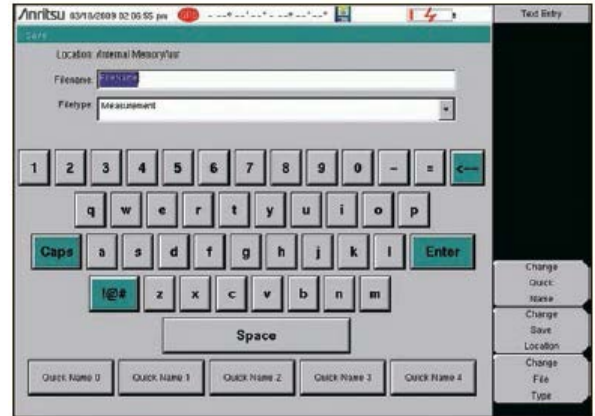 Anritsu 03/10/2009 02:06:55 pm
Text Entry
Save
Location: /Internal Memory/usr
Filename: Filename
Filetype: Measurement
1 2 3 4 5 6 7 8 9 0 - = <--
q w e r t y u i o p
Caps a s d f g h j k l Enter
!@# z x c v b n m
Space
Quick Name 0 Quick Name 1 Quick Name 2 Quick Name 3 Quick Name 4
Change
Quick
Name
Change
Save
Location
Change
File
Type